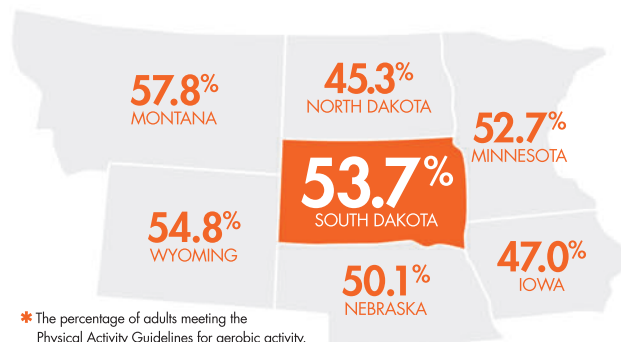 57.8%
MONTANA
45.3%
NORTH DAKOTA
52.7%
MINNESOTA
53.7%
SOUTH DAKOTA
54.8%
WYOMING
50.1%
NEBRASKA
47.0%
IOWA
* The percentage of adults meeting the
Physical Activity Guidelines for aerobic activity.